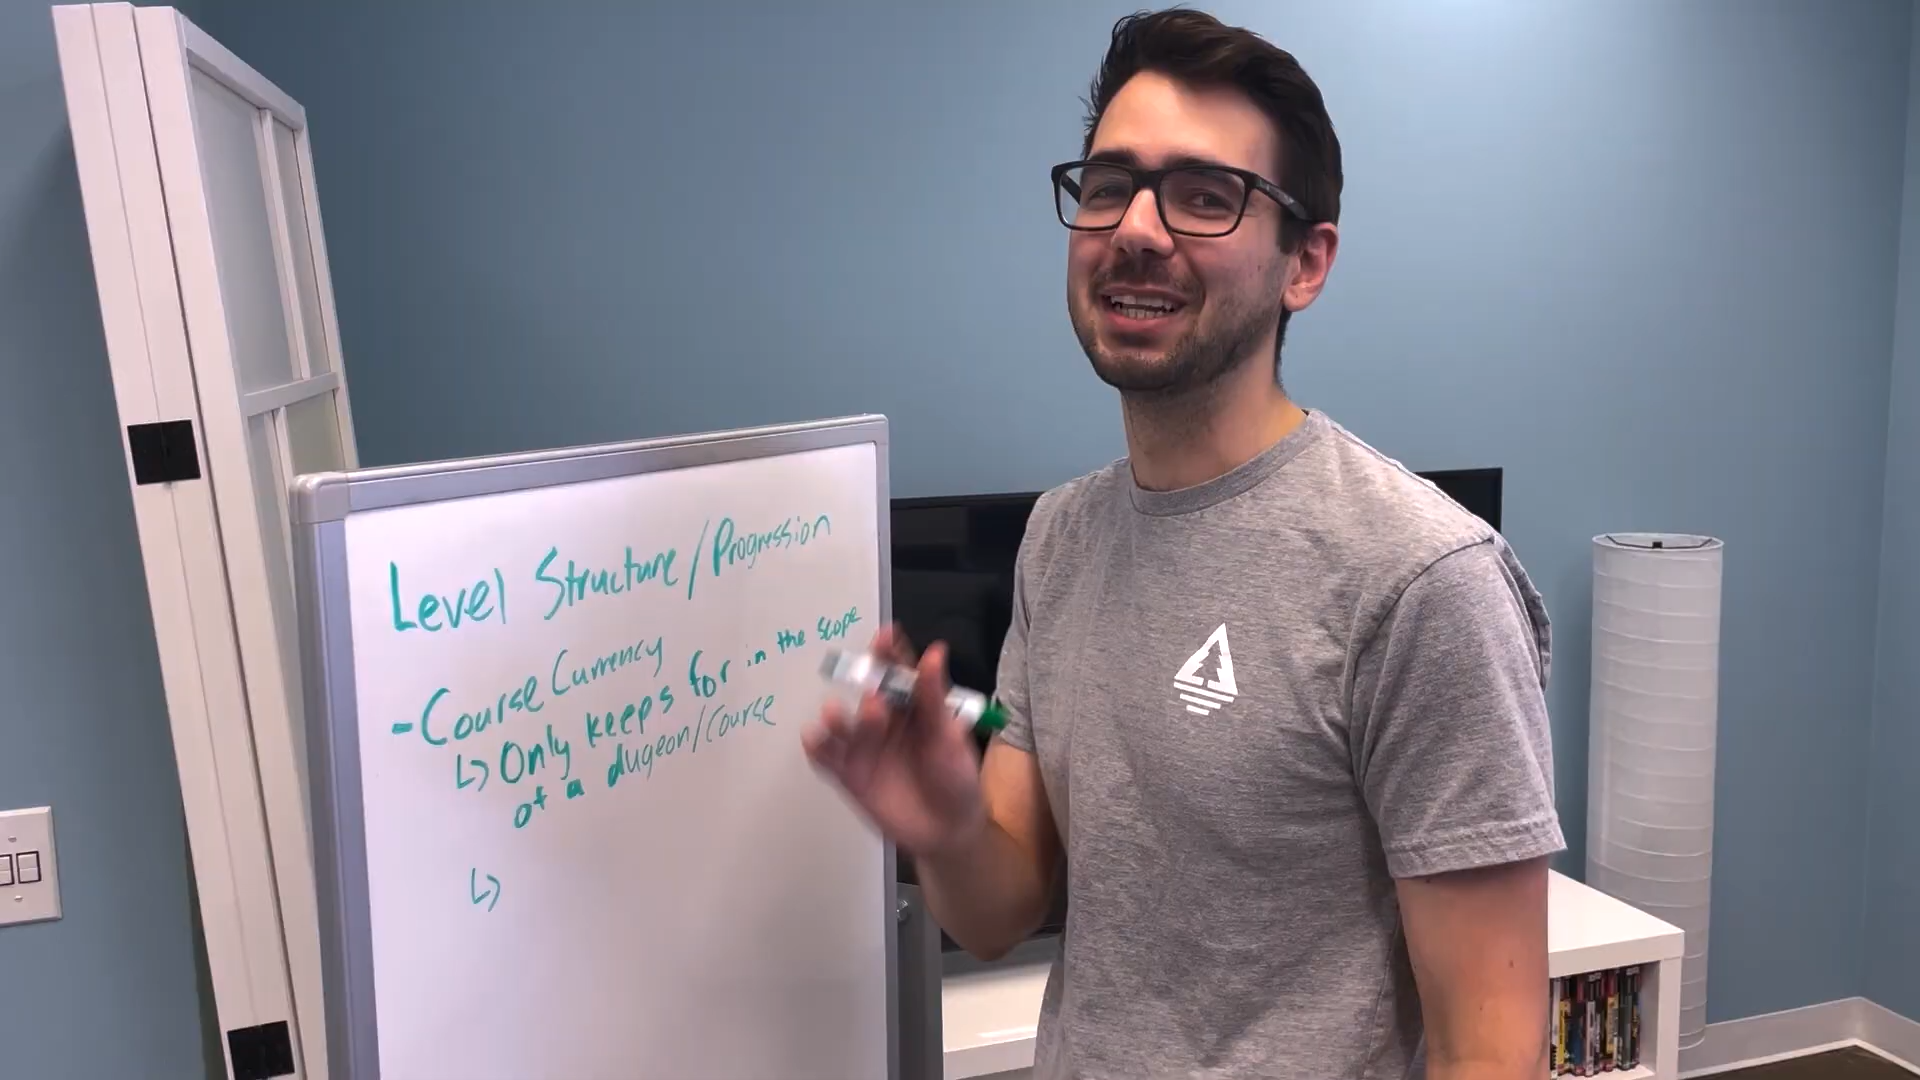 Level Structure/Progression
- Course Currency
↳ Only keeps for in the scope
of a dugeon/Course
↳